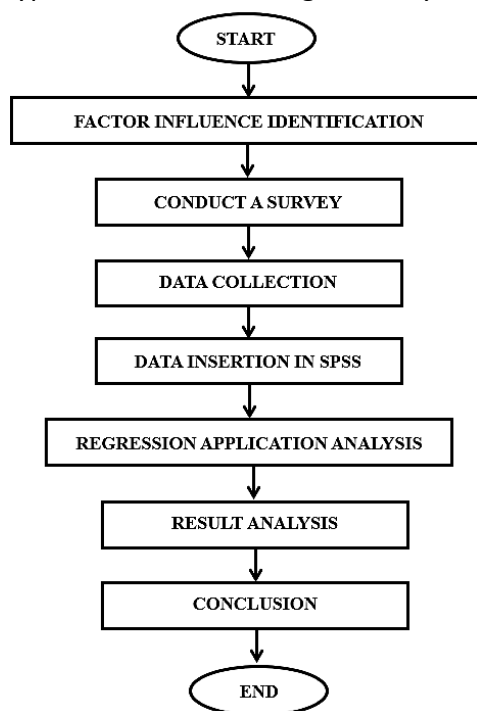 START
FACTOR INFLUENCE IDENTIFICATION
CONDUCT A SURVEY
DATA COLLECTION
DATA INSERTION IN SPSS
REGRESSION APPLICATION ANALYSIS
RESULT ANALYSIS
CONCLUSION
END